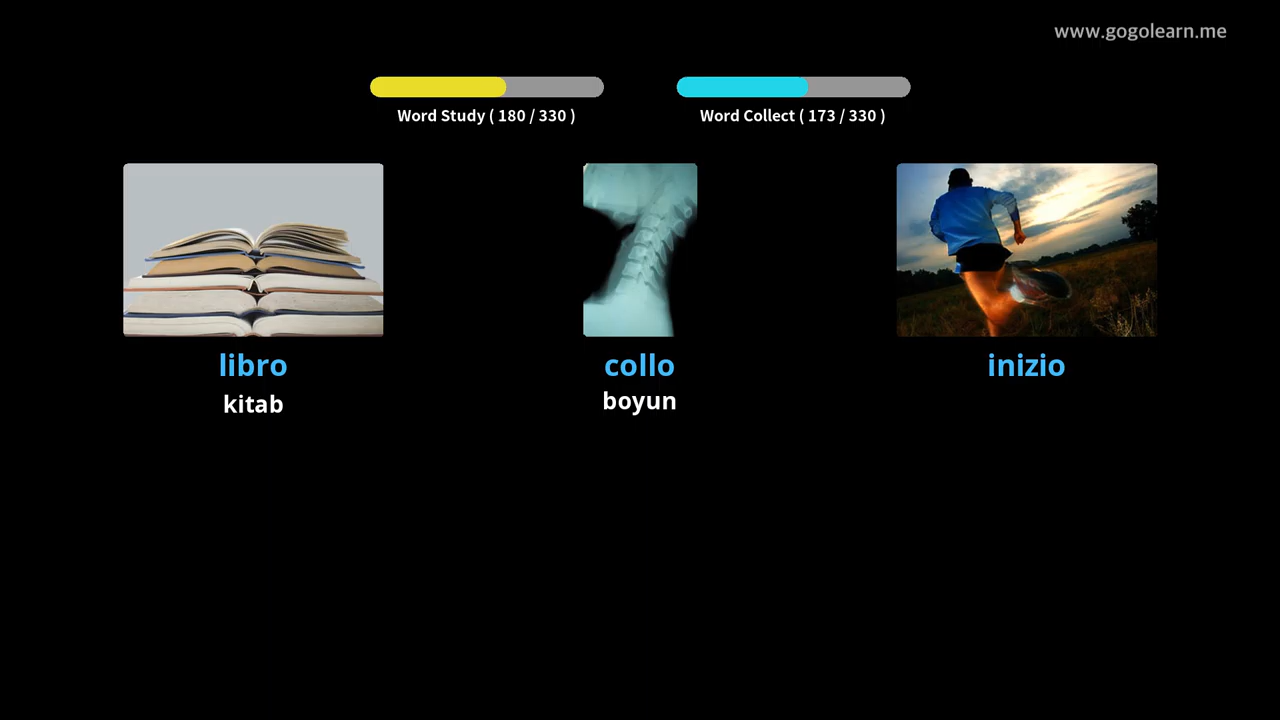 www.gogolearn.me
Word Study ( 180 / 330 )
Word Collect ( 173 / 330 )
libro
collo
inizio
kitab
boyun